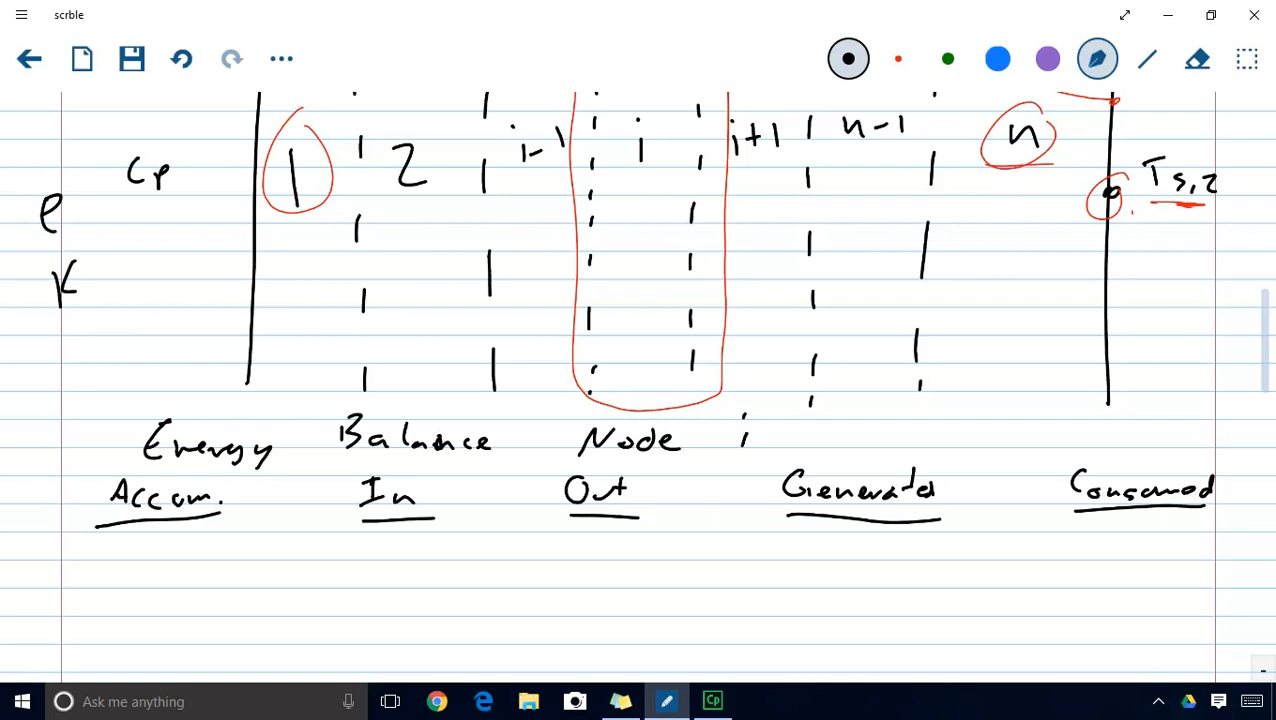 scrble
1 2 i-1 i i+1 n-1 n
Cp
Ts,2
ρ
K
Energy Balance Node i
Accum. In Out Generated Consumed
Ask me anything
Cp